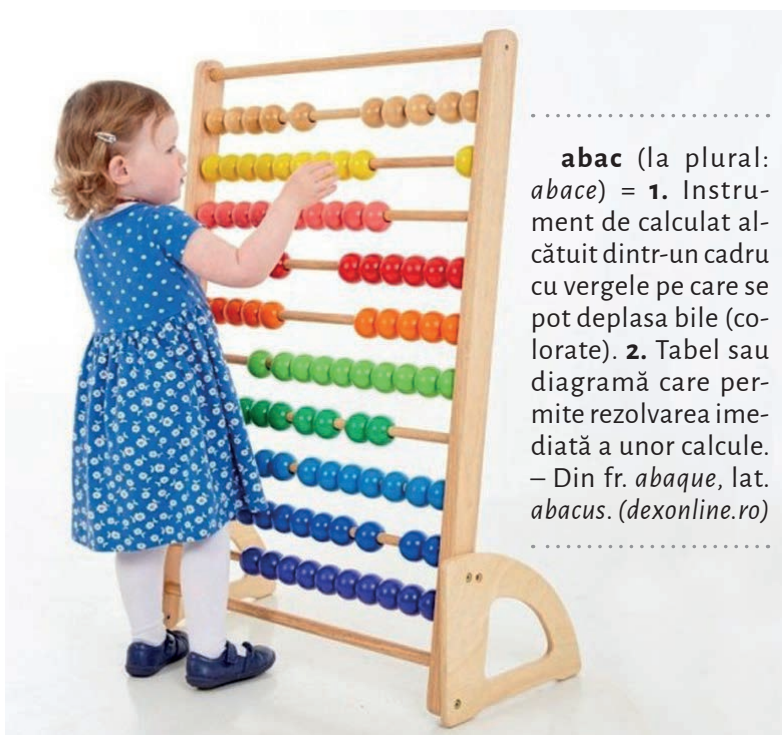 abac (la plural:
abace) = 1. Instru-
ment de calculat al-
cătuit dintr-un cadru
cu vergele pe care se
pot deplasa bile (co-
lorate). 2. Tabel sau
diagramă care per-
mite rezolvarea ime-
diată a unor calcule.
– Din fr. abaque, lat.
abacus. (dexonline.ro)